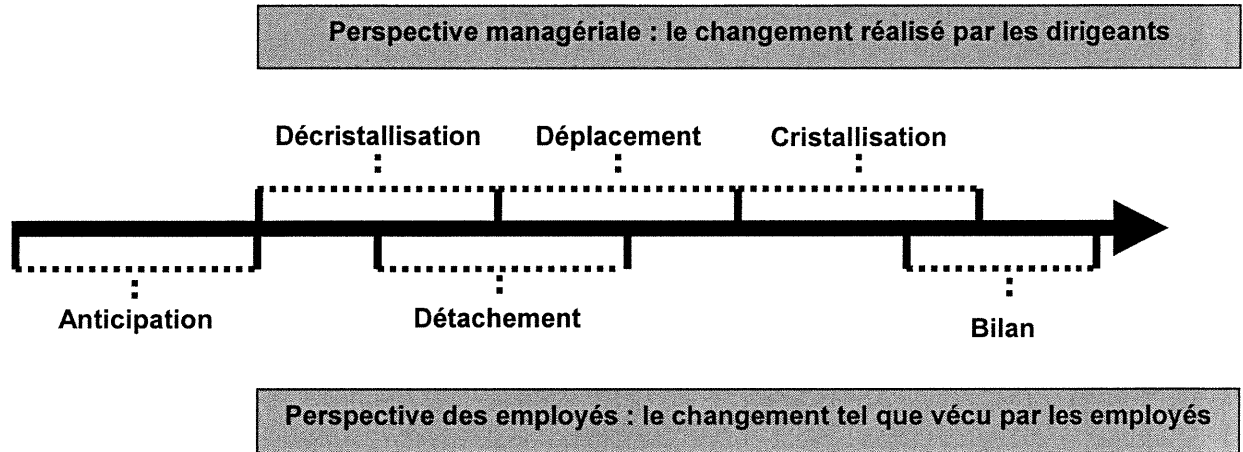 Perspective managériale : le changement réalisé par les dirigeants
Décristallisation Déplacement Cristallisation
Anticipation Détachement Bilan
Perspective des employés : le changement tel que vécu par les employés